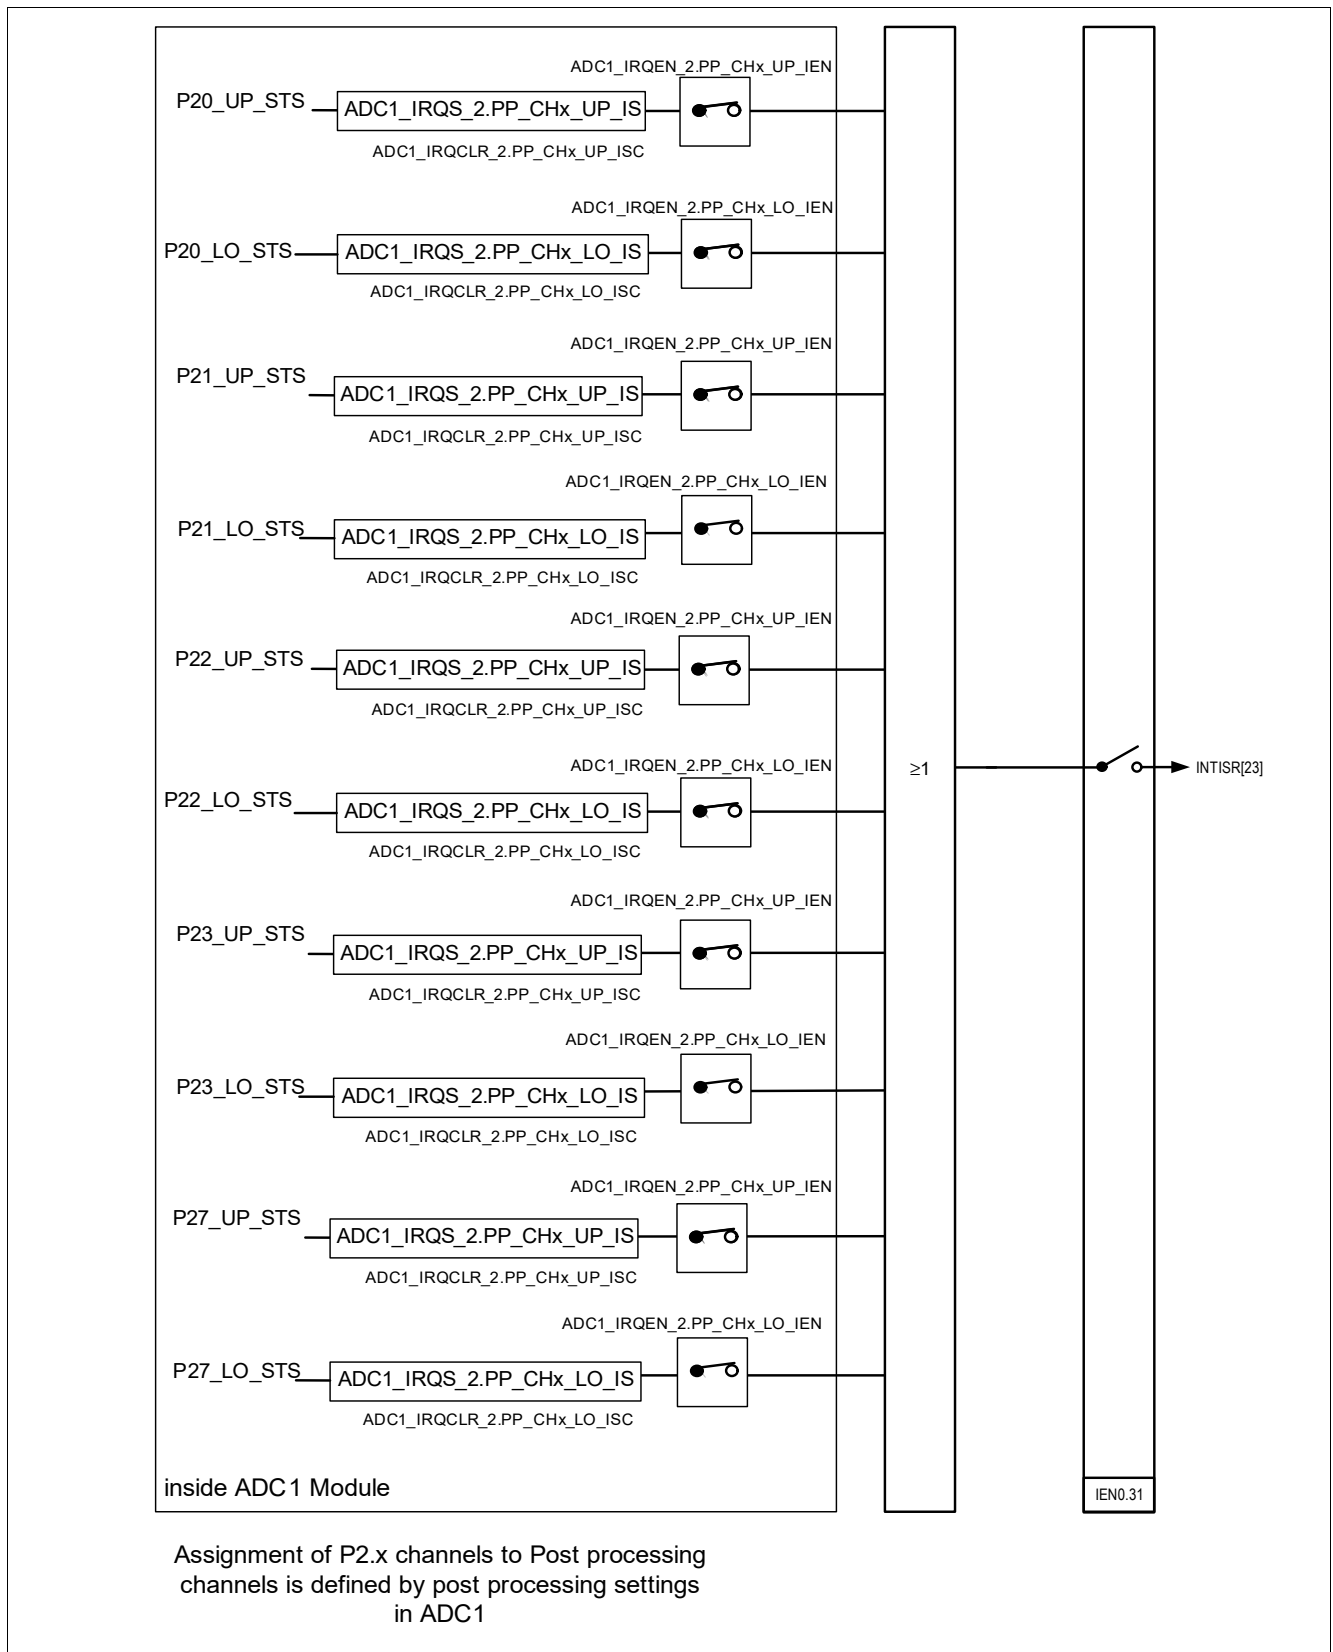 ADC1_IRQEN_2.PP_CHx_UP_IEN
P20_UP_STS
ADC1_IRQS_2.PP_CHx_UP_IS
ADC1_IRQCLR_2.PP_CHx_UP_ISC
ADC1_IRQEN_2.PP_CHx_LO_IEN
P20_LO_STS
ADC1_IRQS_2.PP_CHx_LO_IS
ADC1_IRQCLR_2.PP_CHx_LO_ISC
ADC1_IRQEN_2.PP_CHx_UP_IEN
P21_UP_STS
ADC1_IRQS_2.PP_CHx_UP_IS
ADC1_IRQCLR_2.PP_CHx_UP_ISC
ADC1_IRQEN_2.PP_CHx_LO_IEN
P21_LO_STS
ADC1_IRQS_2.PP_CHx_LO_IS
ADC1_IRQCLR_2.PP_CHx_LO_ISC
ADC1_IRQEN_2.PP_CHx_UP_IEN
P22_UP_STS
ADC1_IRQS_2.PP_CHx_UP_IS
ADC1_IRQCLR_2.PP_CHx_UP_ISC
ADC1_IRQEN_2.PP_CHx_LO_IEN
P22_LO_STS
ADC1_IRQS_2.PP_CHx_LO_IS
ADC1_IRQCLR_2.PP_CHx_LO_ISC
≥1
INTISR[23]
ADC1_IRQEN_2.PP_CHx_UP_IEN
P23_UP_STS
ADC1_IRQS_2.PP_CHx_UP_IS
ADC1_IRQCLR_2.PP_CHx_UP_ISC
ADC1_IRQEN_2.PP_CHx_LO_IEN
P23_LO_STS
ADC1_IRQS_2.PP_CHx_LO_IS
ADC1_IRQCLR_2.PP_CHx_LO_ISC
ADC1_IRQEN_2.PP_CHx_UP_IEN
P27_UP_STS
ADC1_IRQS_2.PP_CHx_UP_IS
ADC1_IRQCLR_2.PP_CHx_UP_ISC
ADC1_IRQEN_2.PP_CHx_LO_IEN
P27_LO_STS
ADC1_IRQS_2.PP_CHx_LO_IS
ADC1_IRQCLR_2.PP_CHx_LO_ISC
inside ADC1 Module
IEN0.31
Assignment of P2.x channels to Post processing
channels is defined by post processing settings
in ADC1